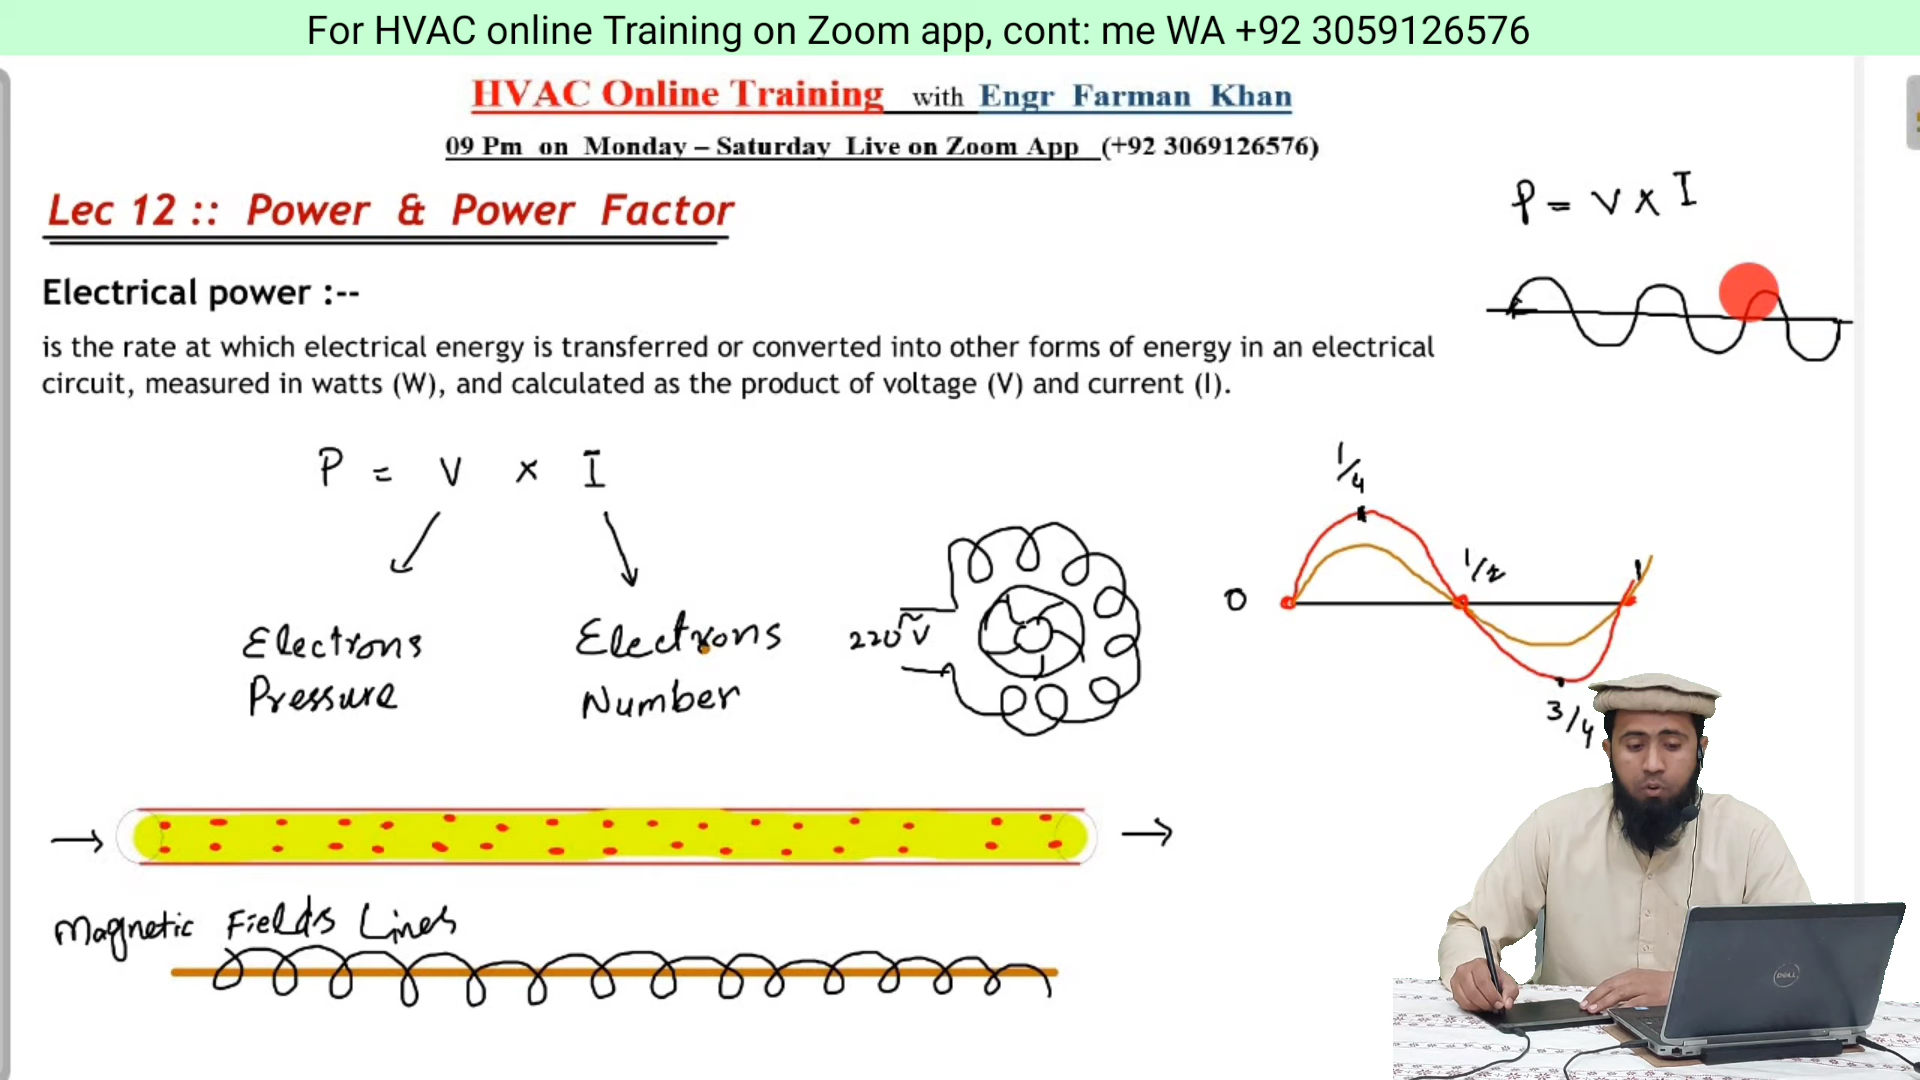 For HVAC online Training on Zoom app, cont: me WA +92 3059126576
HVAC Online Training with Engr Farman Khan
09 Pm on Monday – Saturday Live on Zoom App (+92 3069126576)
Lec 12 :: Power & Power Factor
P = V x I
Electrical power :--
is the rate at which electrical energy is transferred or converted into other forms of energy in an electrical
circuit, measured in watts (W), and calculated as the product of voltage (V) and current (I).
P = V x I
1/4
1/2
1
0
3/4
Electrons
Pressure
Electrons
Number
220 V
Magnetic Fields Lines
DELL